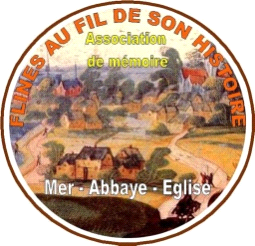 FLINES AU FIL DE SON HISTOIRE
Association
de mémoire
Mer - Abbaye - Eglise